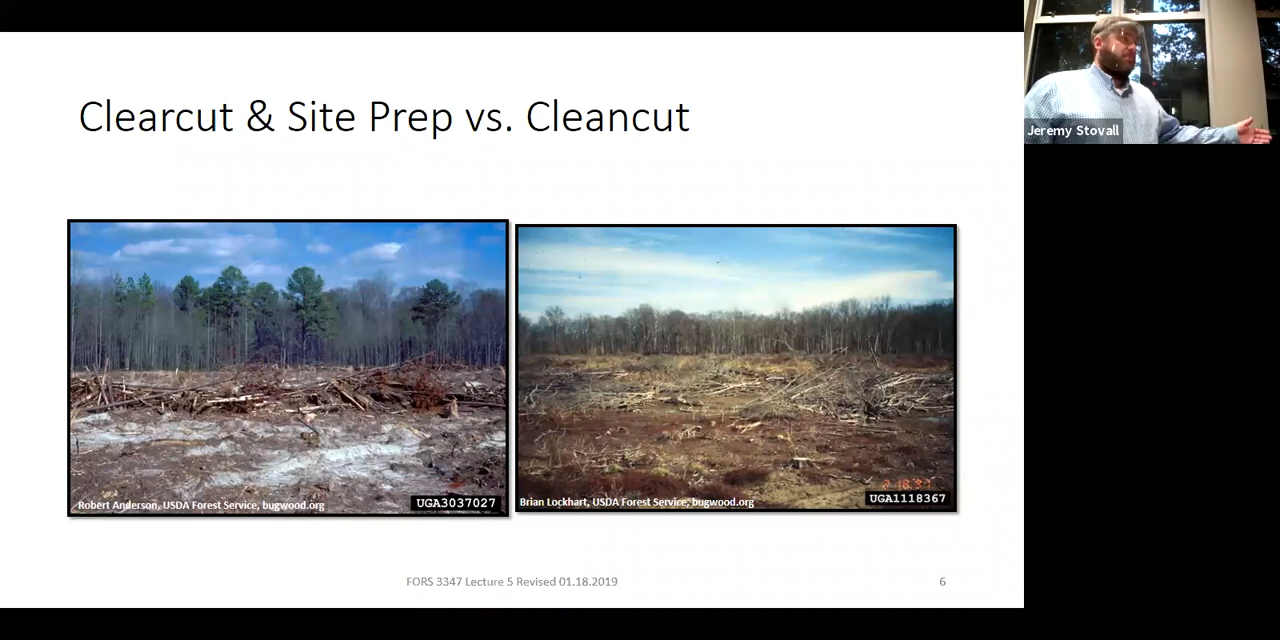 Clearcut & Site Prep vs. Cleancut
Jeremy Stovall
Robert Anderson, USDA Forest Service, bugwood.org
UGA3037027
Brian Lockhart, USDA Forest Service, bugwood.org
UGA1118367
FORS 3347 Lecture 5 Revised 01.18.2019
6